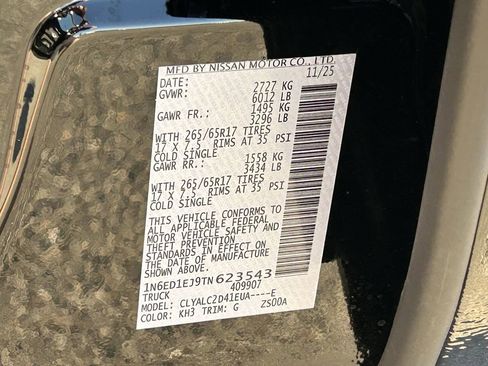 MFD BY NISSAN MOTOR CO., LTD.
DATE: 11/25
GVWR: 2727 KG
6012 LB
GAWR FR.: 1495 KG
3296 LB
WITH 265/65R17 TIRES
17 X 7.5 RIMS AT 35 PSI
COLD SINGLE
GAWR RR.: 1558 KG
3434 LB
WITH 265/65R17 TIRES
17 X 7.5 RIMS AT 35 PSI
COLD SINGLE
THIS VEHICLE CONFORMS TO
ALL APPLICABLE FEDERAL
MOTOR VEHICLE SAFETY AND
THEFT PREVENTION
STANDARDS IN EFFECT ON
THE DATE OF MANUFACTURE
SHOWN ABOVE.
1N6ED1EJ9TN623543
TRUCK 409907
MODEL: CLYALCZD41EUA----E
COLOR: KH3 TRIM: G ZS00A